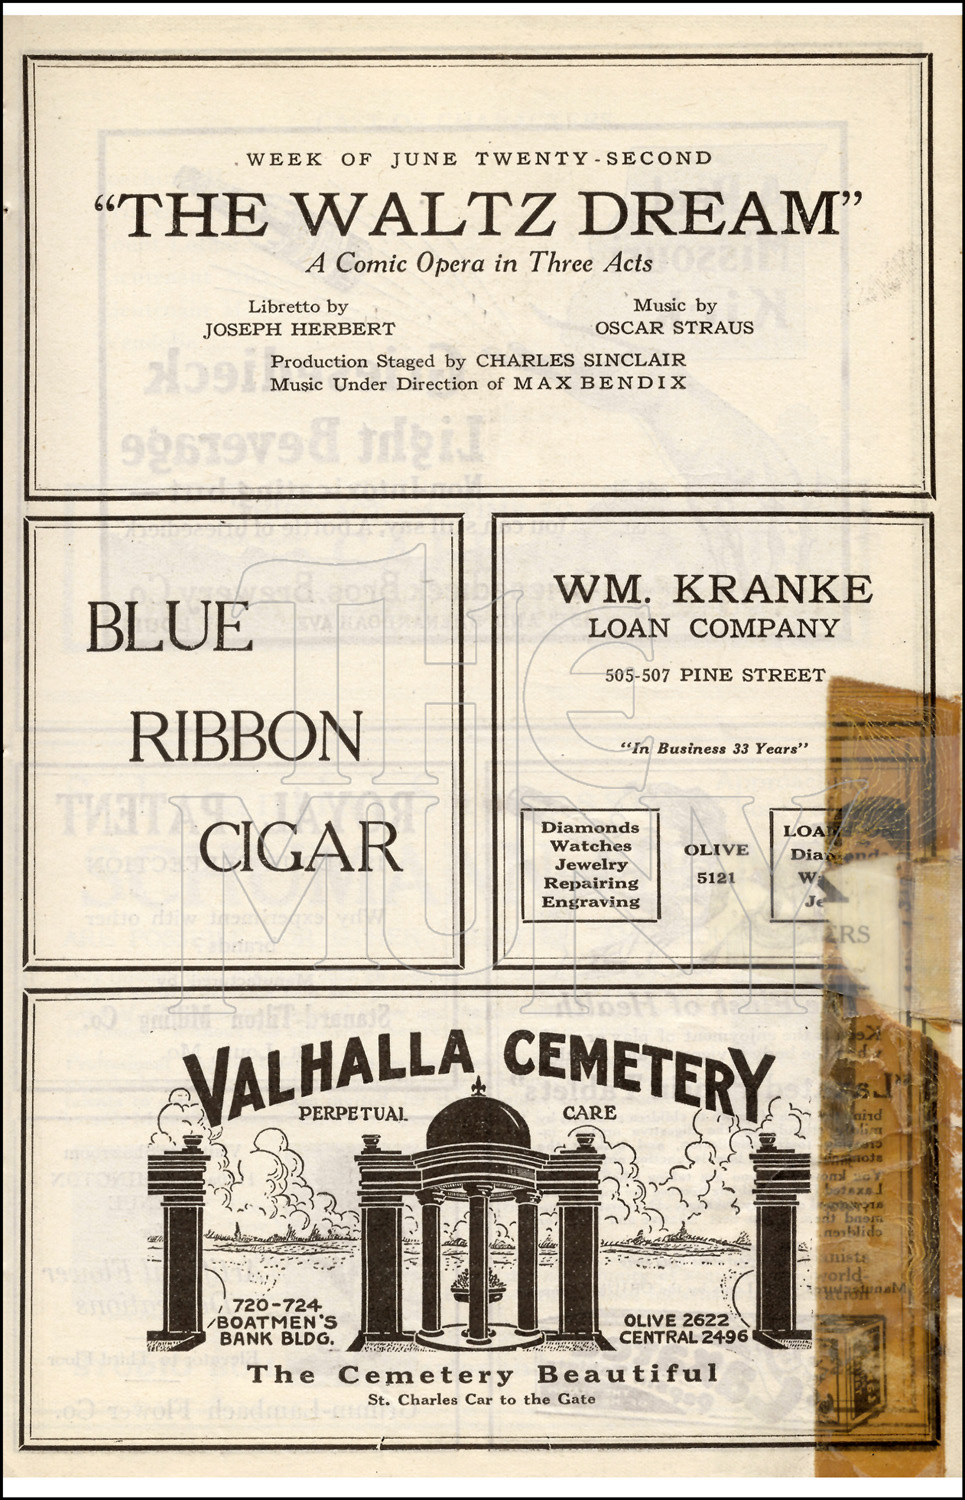 WEEK OF JUNE TWENTY-SECOND
“THE WALTZ DREAM”
A Comic Opera in Three Acts
Libretto by
JOSEPH HERBERT
Music by
OSCAR STRAUS
Production Staged by CHARLES SINCLAIR
Music Under Direction of MAX BENDIX
BLUE
RIBBON
CIGAR
WM. KRANKE
LOAN COMPANY
505-507 PINE STREET
“In Business 33 Years”
Diamonds
Watches
Jewelry
Repairing
Engraving
OLIVE
5121
The
MUNY
VALHALLA CEMETERY
PERPETUAL CARE
720-724
BOATMEN'S
BANK BLDG.
OLIVE 2622
CENTRAL 2496
The Cemetery Beautiful
St. Charles Car to the Gate